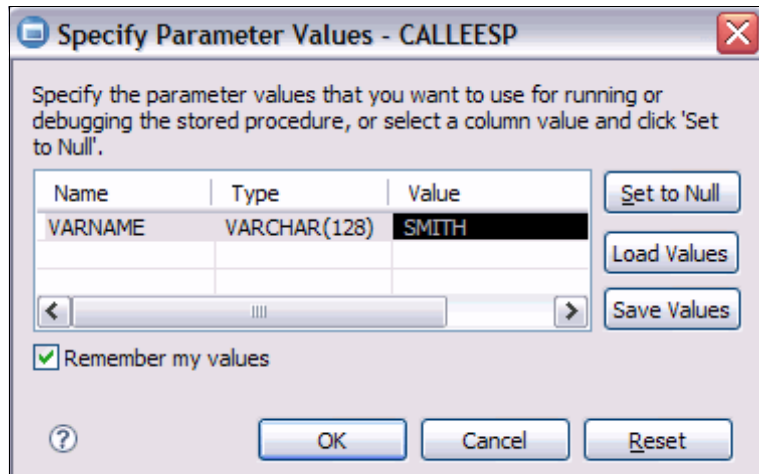 Specify Parameter Values - CALLEESP
Specify the parameter values that you want to use for running or
debugging the stored procedure, or select a column value and click 'Set
to Null'.
Name Type Value
VARNAME VARCHAR(128) SMITH
Set to Null
Load Values
Save Values
Remember my values
? OK Cancel Reset